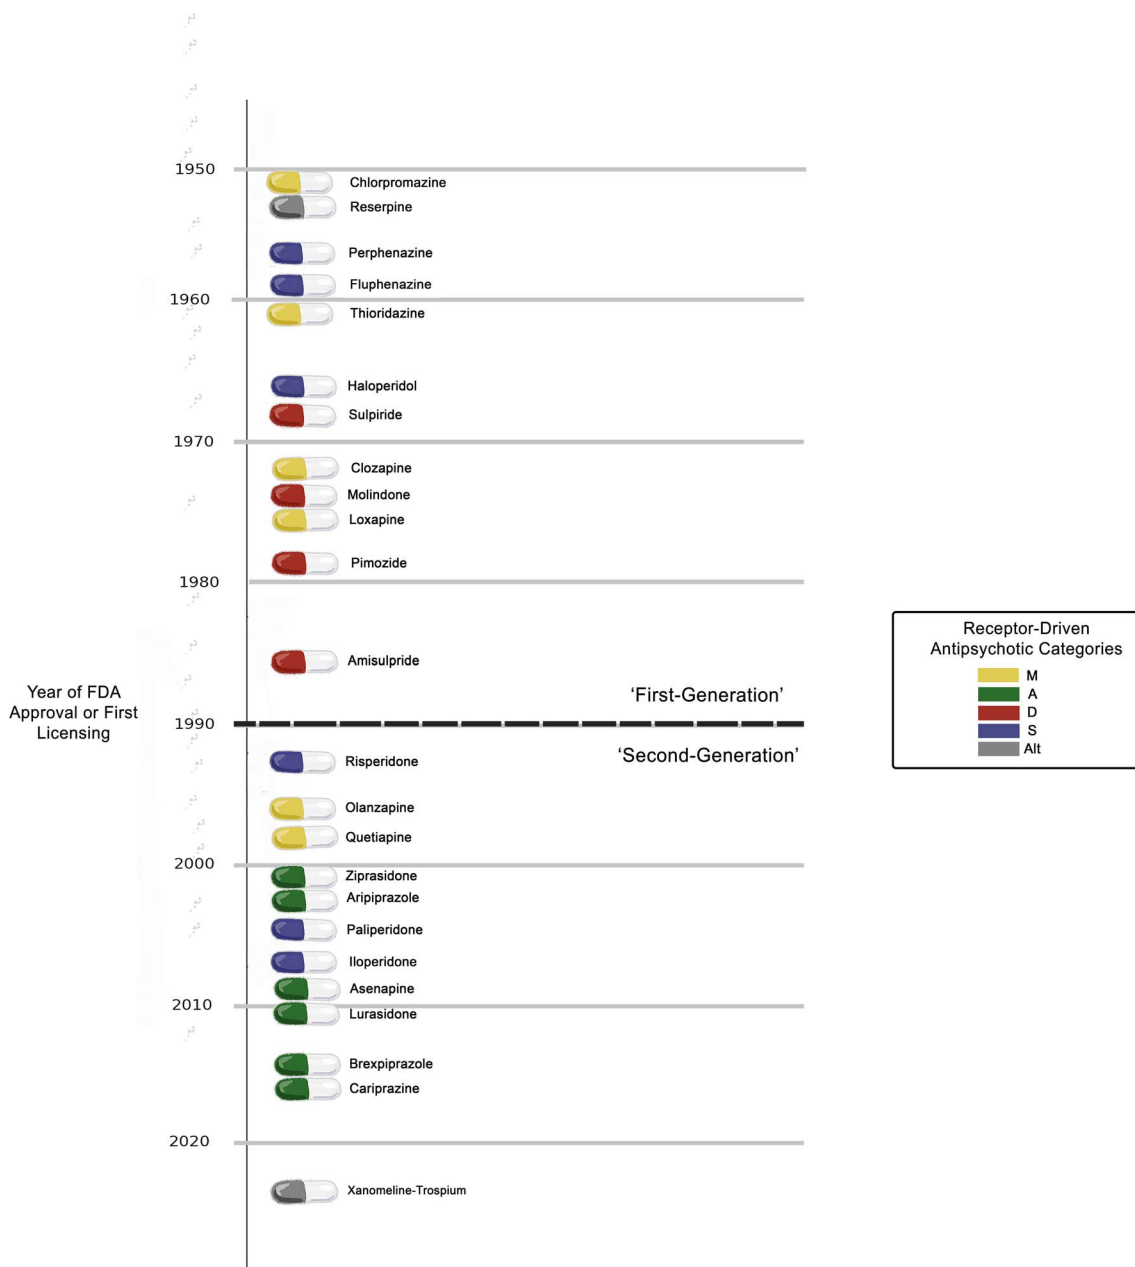 1950
Chlorpromazine
Reserpine
Perphenazine
Fluphenazine
1960
Thioridazine
Haloperidol
Sulpiride
1970
Clozapine
Molindone
Loxapine
Pimozide
1980
Amisulpride
Year of FDA
Approval or First
Licensing
'First-Generation'
1990
'Second-Generation'
Risperidone
Olanzapine
Quetiapine
2000
Ziprasidone
Aripiprazole
Paliperidone
Iloperidone
Asenapine
2010
Lurasidone
Brexpiprazole
Cariprazine
2020
Xanomeline-Trospium
Receptor-Driven
Antipsychotic Categories
M
A
D
S
Alt